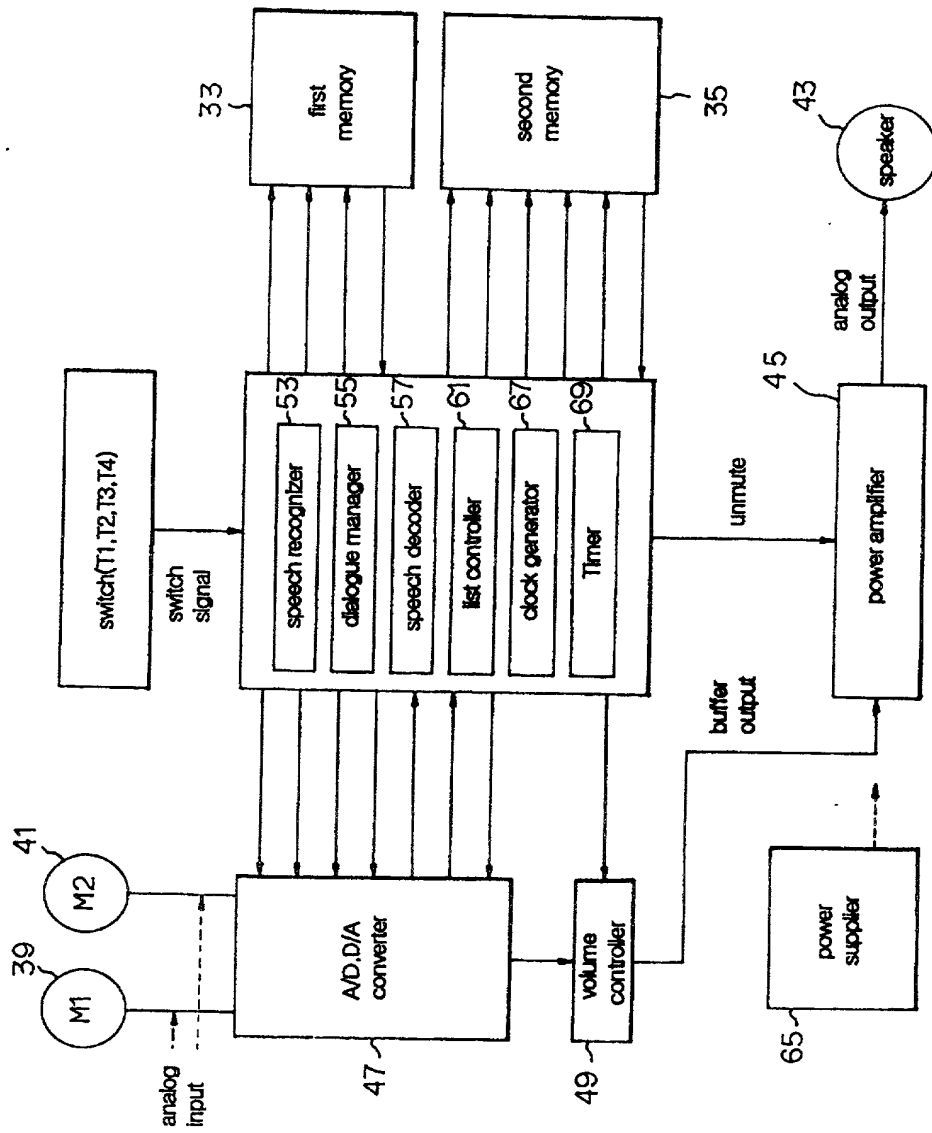 switch(T1,T2,T3,T4)
switch
signal
39
M1
41
M2
analog
input
A/D,D/A
converter
47
speech recognizer
53
dialogue manager
55
speech decoder
57
list controller
61
clock generator
67
Timer
69
first
memory
33
second
memory
35
volume
controller
49
buffer
output
unmute
power
supplier
65
power amplifier
45
analog
output
speaker
43